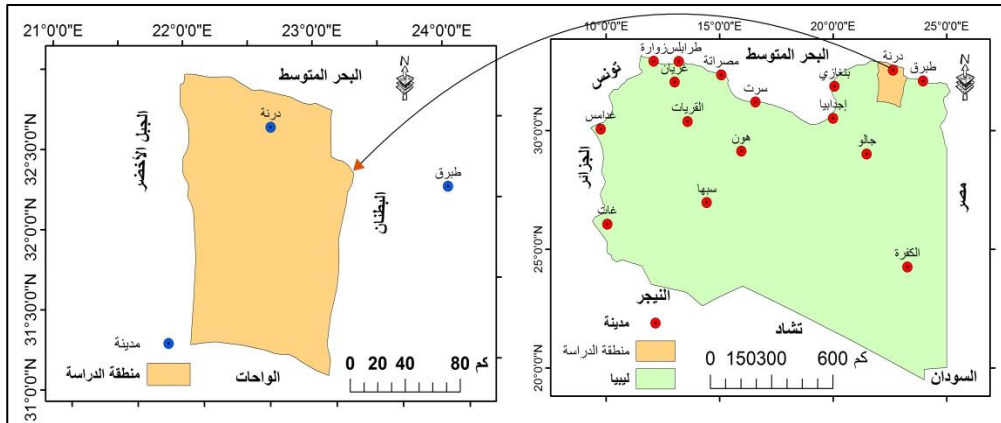 21°0'0"E
22°0'0"E
23°0'0"E
24°0'0"E
32°30'0"N
32°0'0"N
31°30'0"N
31°0'0"N
البحر المتوسط
N
درنة
الجبل الأخضر
طبرق
البطنان
مدينة
منطقة الدراسة
الواحات
0 20 40 80 كم
10°0'0"E
15°0'0"E
20°0'0"E
25°0'0"E
30°0'0"N
25°0'0"N
20°0'0"N
البحر المتوسط
N
تونس
زوارة
طرابلس
غريان
مصراتة
سرت
بنغازي
درنة
طبرق
إجدابيا
القريات
غدامس
هون
جالو
الجزائر
مصر
سبها
غات
الكفرة
النيجر
مدينة
تشاد
منطقة الدراسة
ليبيا
0 150300 600 كم
السودان